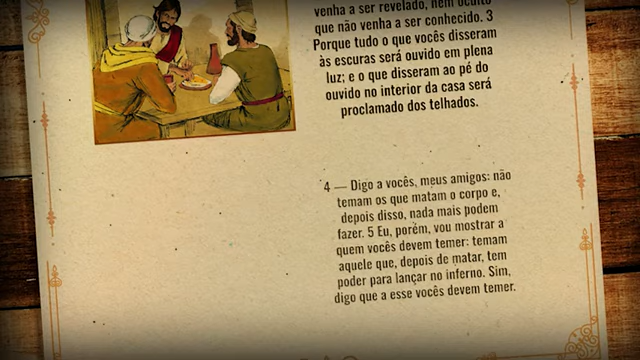 venha a ser revelado, nem oculto
que não venha a ser conhecido. 3
Porque tudo o que vocês disseram
às escuras será ouvido em plena
luz; e o que disseram ao pé do
ouvido no interior da casa será
proclamado dos telhados.
4 — Digo a vocês, meus amigos: não
temam os que matam o corpo e,
depois disso, nada mais podem
fazer. 5 Eu, porém, vou mostrar a
quem vocês devem temer: temam
aquele que, depois de matar, tem
poder para lançar no inferno. Sim,
digo que a esse vocês devem temer.